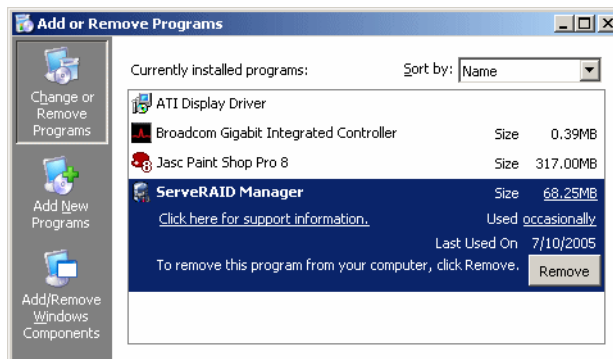 Add or Remove Programs
Change or
Remove
Programs
Add New
Programs
Add/Remove
Windows
Components
Currently installed programs:
Sort by: Name
ATI Display Driver
Broadcom Gigabit Integrated Controller Size 0.39MB
Jasc Paint Shop Pro 8 Size 317.00MB
ServeRAID Manager Size 68.25MB
Click here for support information. Used occasionally
Last Used On 7/10/2005
To remove this program from your computer, click Remove. Remove